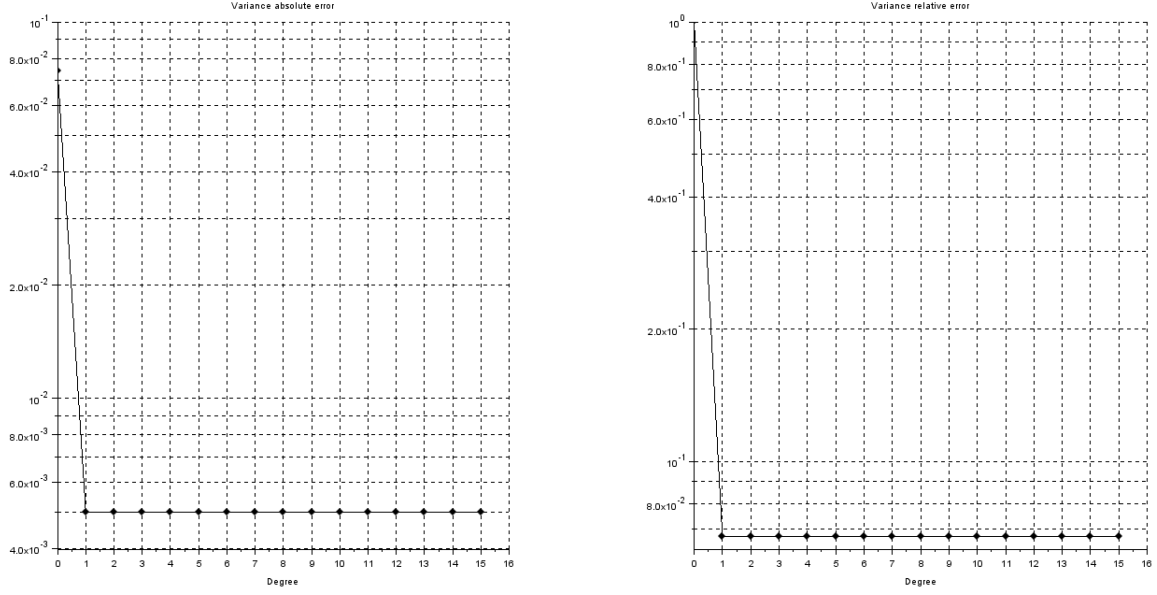 Variance absolute error
10^-1
8.0x10^-2
6.0x10^-2
4.0x10^-2
2.0x10^-2
10^-2
8.0x10^-3
6.0x10^-3
4.0x10^-3
0 1 2 3 4 5 6 7 8 9 10 11 12 13 14 15 16
Degree
Variance relative error
10^0
8.0x10^-1
6.0x10^-1
4.0x10^-1
2.0x10^-1
10^-1
8.0x10^-2
0 1 2 3 4 5 6 7 8 9 10 11 12 13 14 15 16
Degree